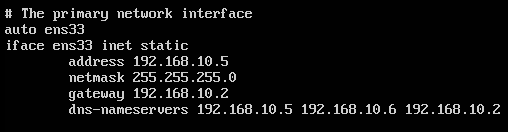 # The primary network interface
auto ens33
iface ens33 inet static
address 192.168.10.5
netmask 255.255.255.0
gateway 192.168.10.2
dns-nameservers 192.168.10.5 192.168.10.6 192.168.10.2